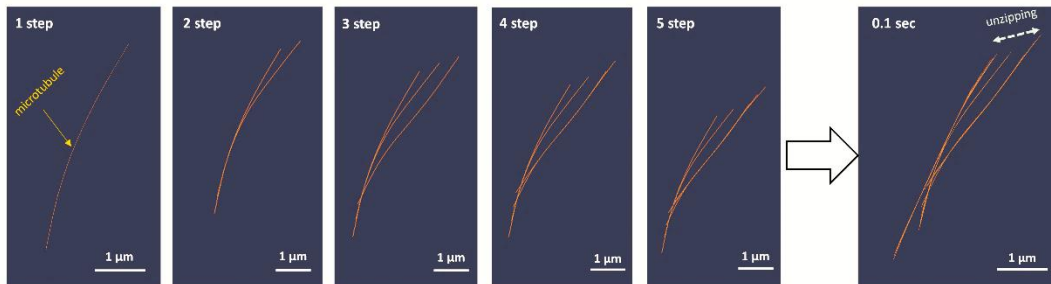 1 step
microtubule
1 µm
2 step
1 µm
3 step
1 µm
4 step
1 µm
5 step
1 µm
0.1 sec
unzipping
1 µm